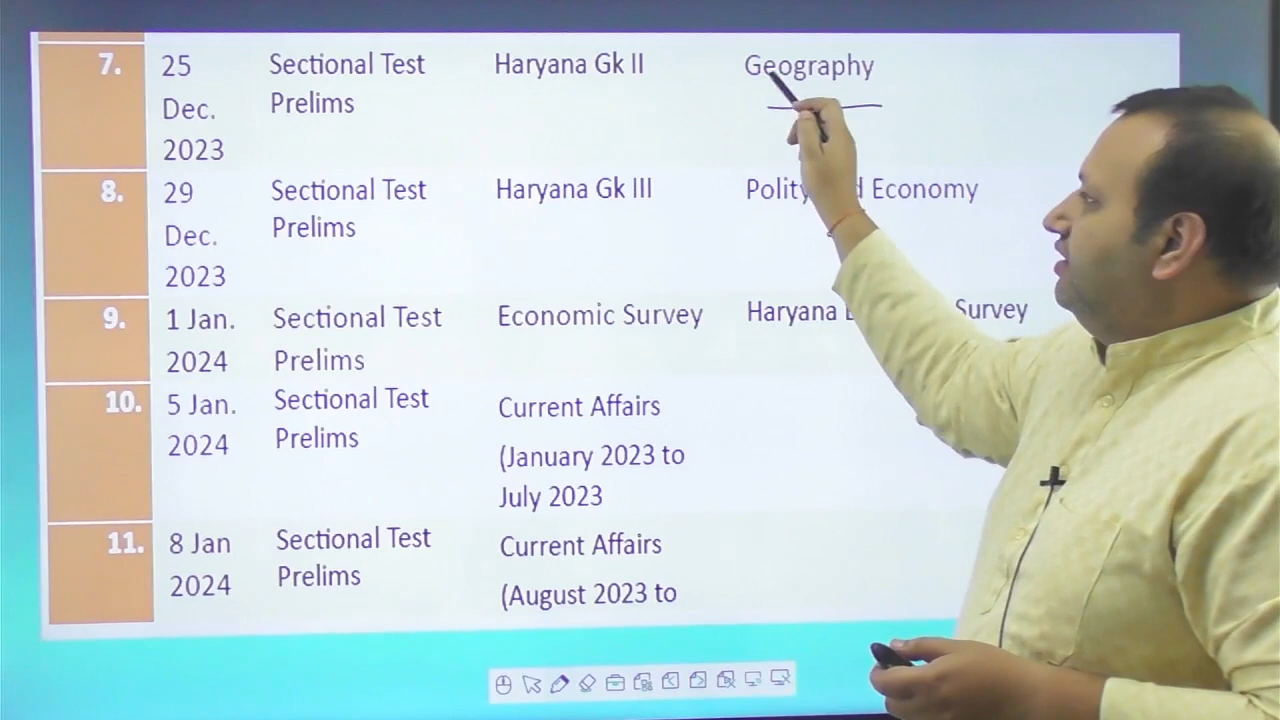 7. 25 Sectional Test Haryana Gk II Geography
Dec. Prelims
2023
8. 29 Sectional Test Haryana Gk III Polity Economy
Dec. Prelims
2023
9. 1 Jan. Sectional Test Economic Survey Haryana Survey
2024 Prelims
10. 5 Jan. Sectional Test Current Affairs
2024 Prelims (January 2023 to
July 2023
11. 8 Jan Sectional Test Current Affairs
2024 Prelims (August 2023 to